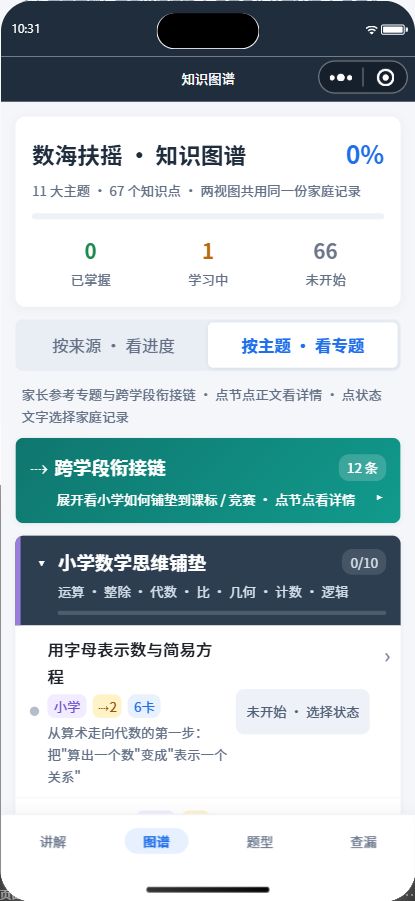 10:31
知识图谱
数海扶摇 · 知识图谱
0%
11 大主题 · 67 个知识点 · 两视图共用同一份家庭记录
0
1
66
已掌握
学习中
未开始
按来源 · 看进度
按主题 · 看专题
家长参考专题与跨学段衔接链 · 点节点正文看详情 · 点状态
文字选择家庭记录
⤏ 跨学段衔接链
12 条
展开看小学如何铺垫到课标 / 竞赛 · 点节点看详情 ▸
▾ 小学数学思维铺垫
0/10
运算 · 整除 · 代数 · 比 · 几何 · 计数 · 逻辑
用字母表示数与简易方
程
›
小学
⤏2
6卡
未开始 · 选择状态
从算术走向代数的第一步：
把"算出一个数"变成"表示一个
关系"
讲解
图谱
题型
查漏